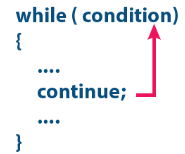 while ( condition)
{
....
continue;
....
}